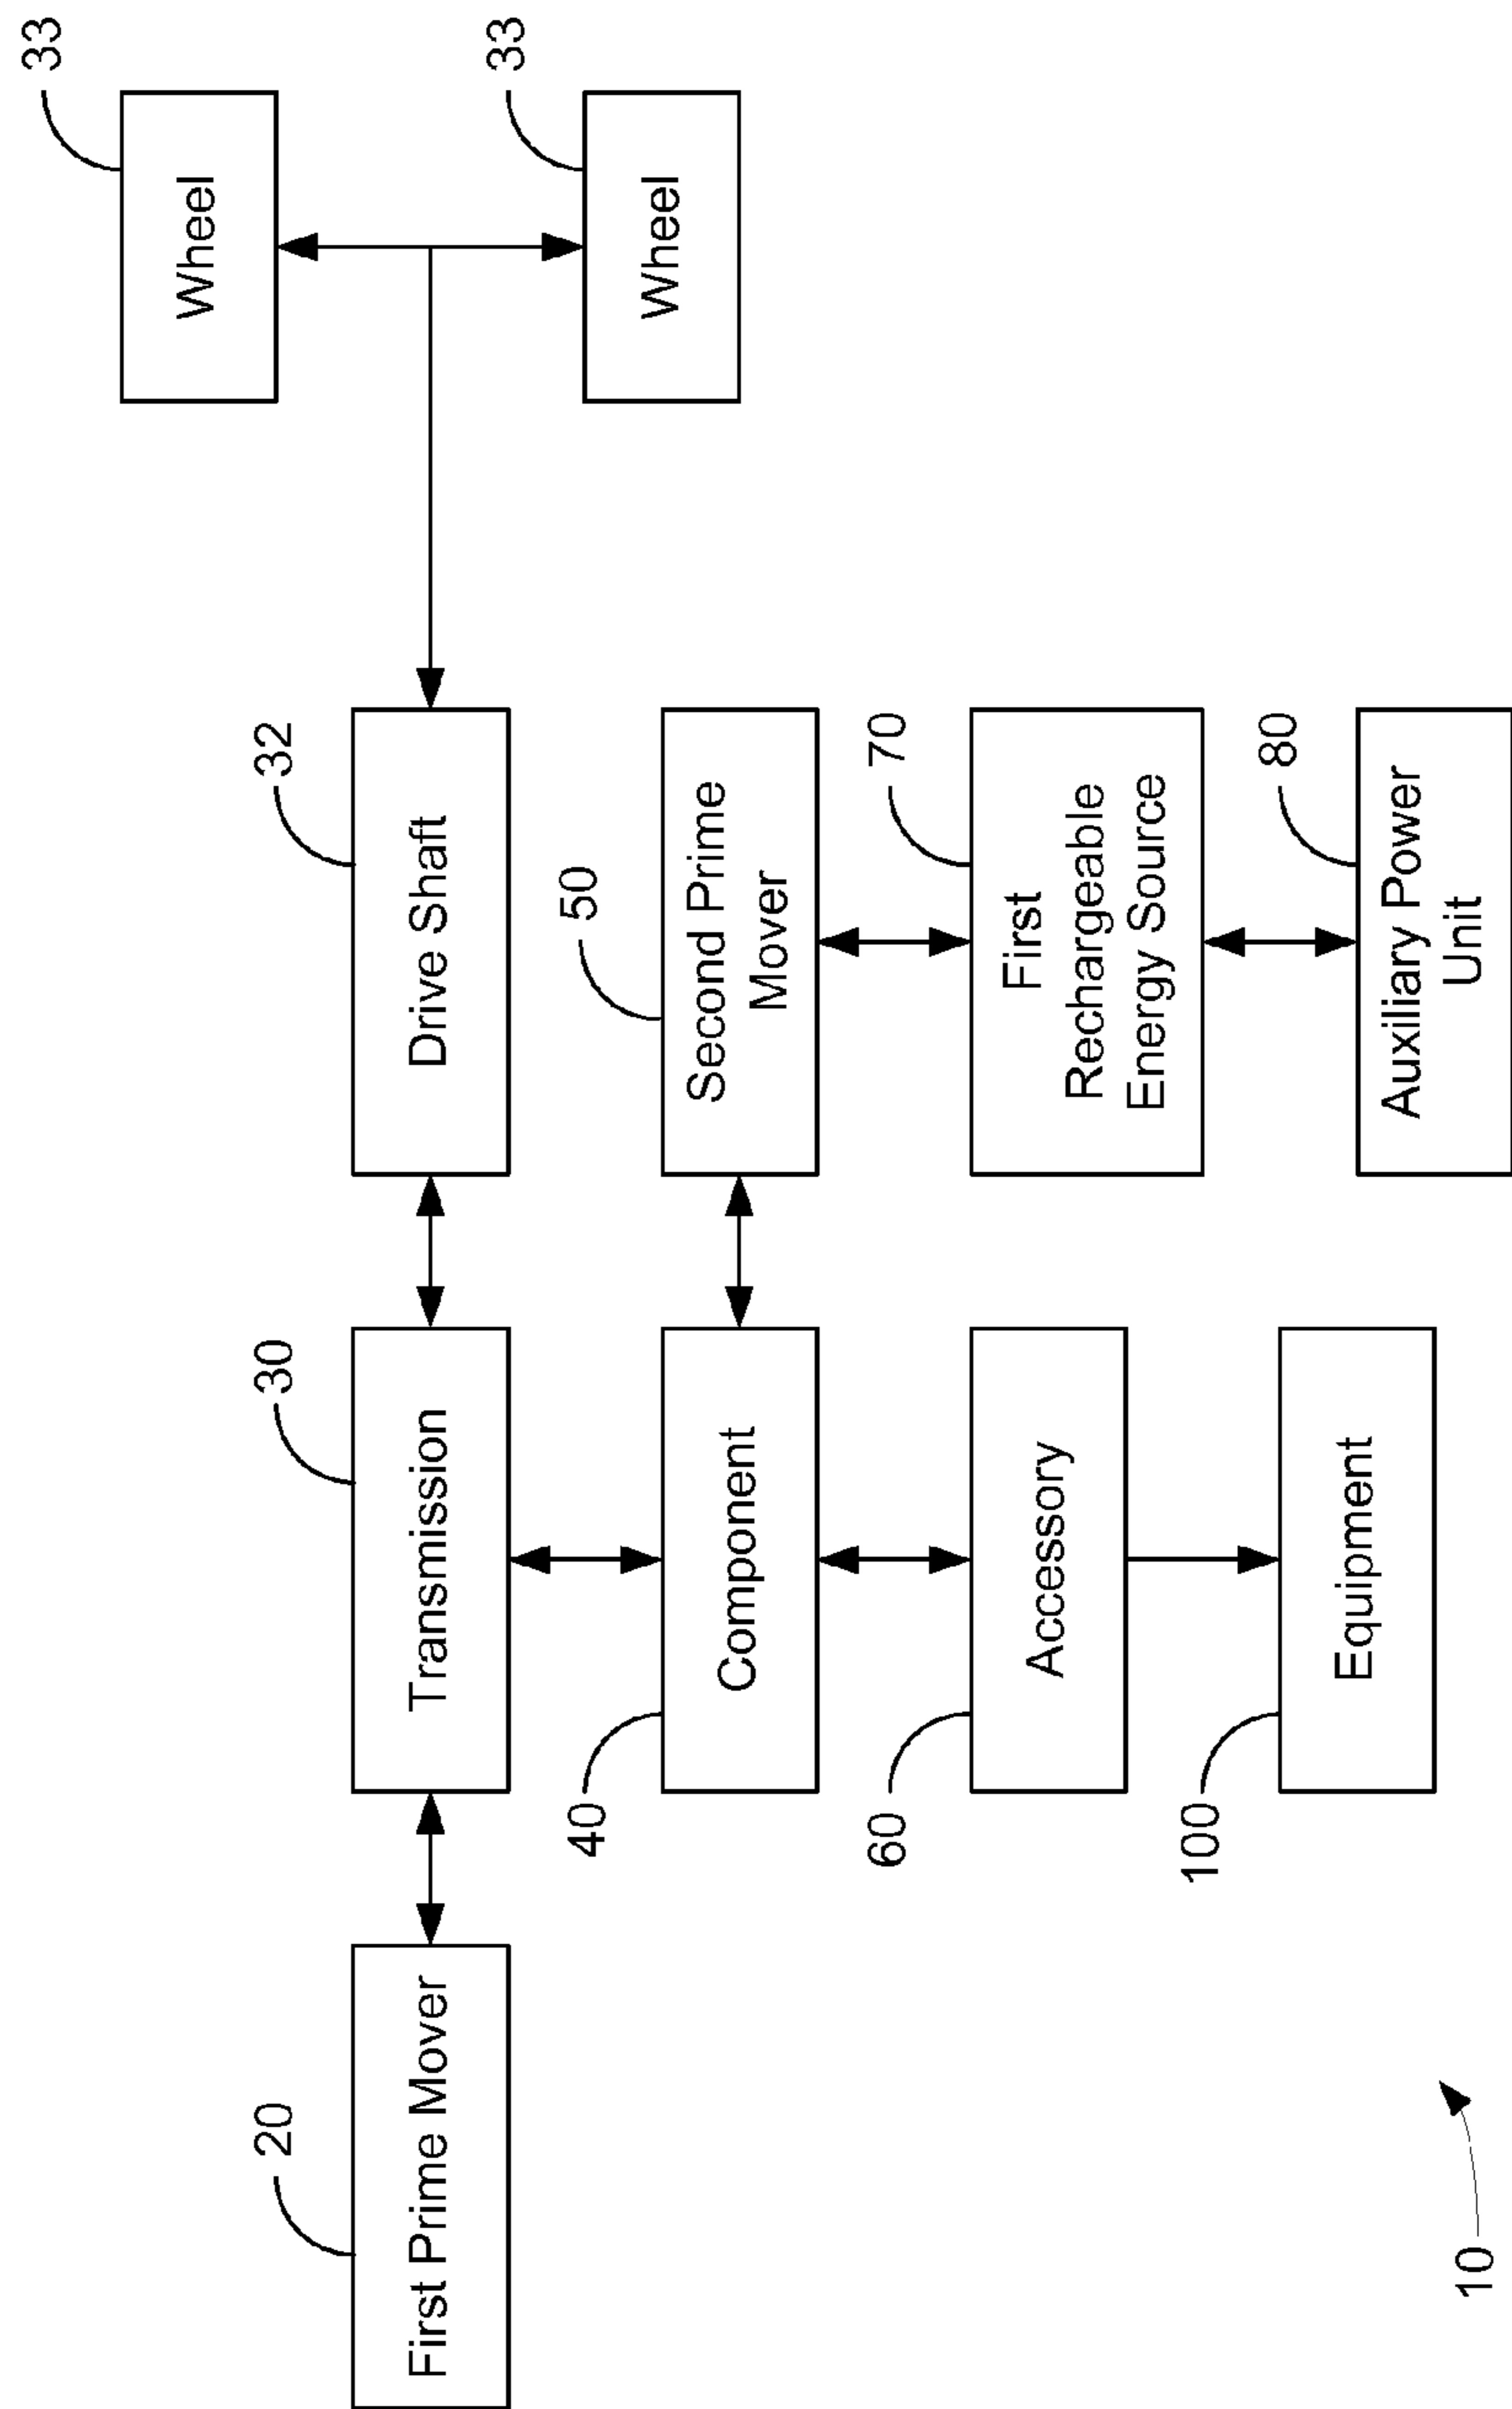 33
Wheel
33
Wheel
20
First Prime Mover
30
Transmission
32
Drive Shaft
40
Component
50
Second Prime
Mover
60
Accessory
70
First
Rechargeable
Energy Source
100
Equipment
80
Auxiliary Power
Unit
10